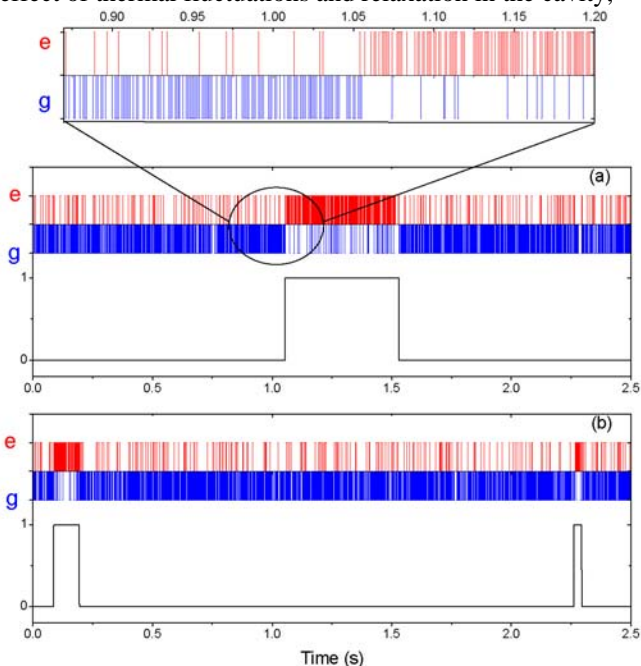 effect of thermal fluctuations and relaxation in the cavity,
0.90 0.95 1.00 1.05 1.10 1.15 1.20
e
g
(a)
e
g
1
0
0.0 0.5 1.0 1.5 2.0 2.5
(b)
e
g
1
0
0.0 0.5 1.0 1.5 2.0 2.5
Time (s)